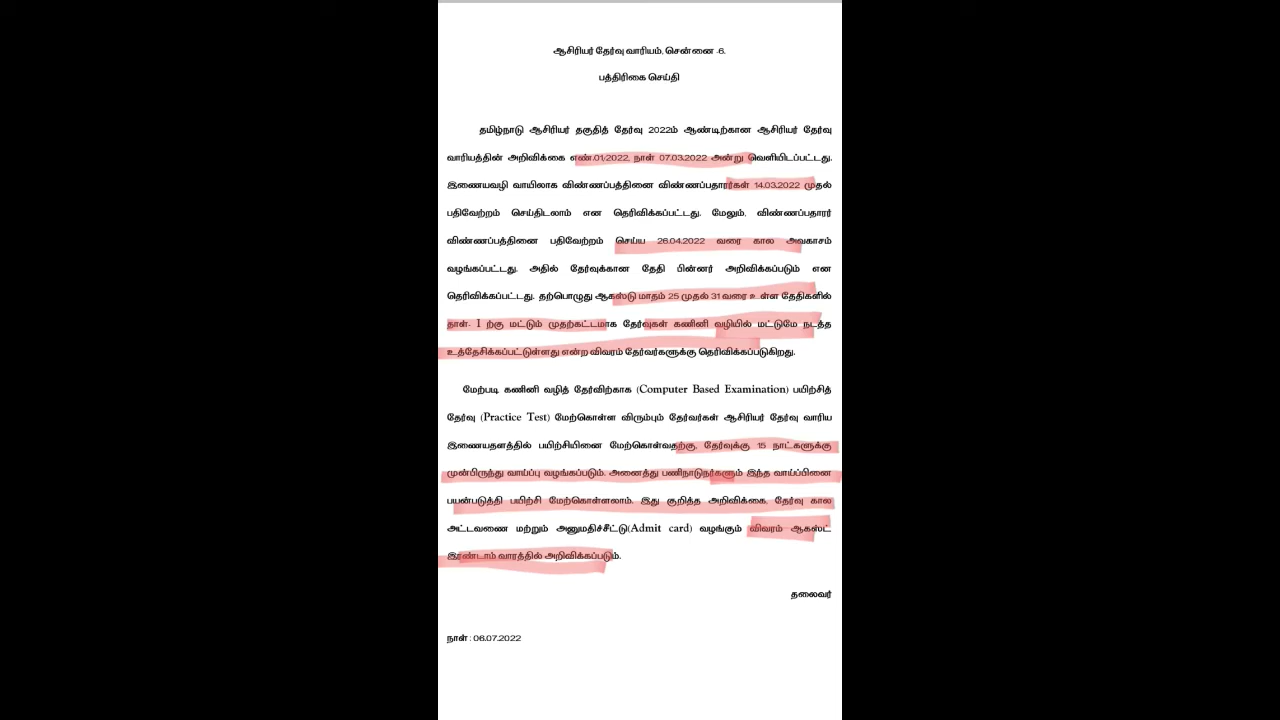 ஆசிரியர் தேர்வு வாரியம், சென்னை -6.
பத்திரிகை செய்தி
தமிழ்நாடு ஆசிரியர் தகுதித் தேர்வு 2022ம் ஆண்டிற்கான ஆசிரியர் தேர்வு
வாரியத்தின் அறிவிக்கை எண்.01/2022, நாள் 07.03.2022 அன்று வெளியிடப்பட்டது.
இணையவழி வாயிலாக விண்ணப்பத்தினை விண்ணப்பதாரர்கள் 14.03.2022 முதல்
பதிவேற்றம் செய்திடலாம் என தெரிவிக்கப்பட்டது. மேலும், விண்ணப்பதாரர்
விண்ணப்பத்தினை பதிவேற்றம் செய்ய 26.04.2022 வரை கால அவகாசம்
வழங்கப்பட்டது. அதில் தேர்வுக்கான தேதி பின்னர் அறிவிக்கப்படும் என
தெரிவிக்கப்பட்டது. தற்பொழுது ஆகஸ்டு மாதம் 25 முதல் 31 வரை உள்ள தேதிகளில்
தாள்- I ற்கு மட்டும் முதற்கட்டமாக தேர்வுகள் கணினி வழியில் மட்டுமே நடத்த
உத்தேசிக்கப்பட்டுள்ளது என்ற விவரம் தேர்வர்களுக்கு தெரிவிக்கப்படுகிறது.
மேற்படி கணினி வழித் தேர்விற்காக (Computer Based Examination) பயிற்சித்
தேர்வு (Practice Test) மேற்கொள்ள விரும்பும் தேர்வர்கள் ஆசிரியர் தேர்வு வாரிய
இணையதளத்தில் பயிற்சியினை மேற்கொள்வதற்கு, தேர்வுக்கு 15 நாட்களுக்கு
முன்பிருந்து வாய்ப்பு வழங்கப்படும். அனைத்து பணிநாடுநர்களும் இந்த வாய்ப்பினை
பயன்படுத்தி பயிற்சி மேற்கொள்ளலாம். இது குறித்த அறிவிக்கை, தேர்வு கால
அட்டவணை மற்றும் அனுமதிச்சீட்டு(Admit card) வழங்கும் விவரம் ஆகஸ்ட்
இரண்டாம் வாரத்தில் அறிவிக்கப்படும்.
தலைவர்
நாள் : 06.07.2022